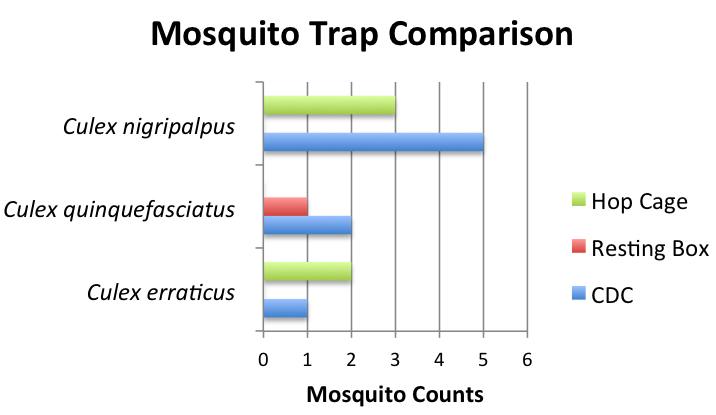 Mosquito Trap Comparison
Culex nigripalpus
Culex quinquefasciatus
Culex erraticus
Hop Cage
Resting Box
CDC
0 1 2 3 4 5 6
Mosquito Counts